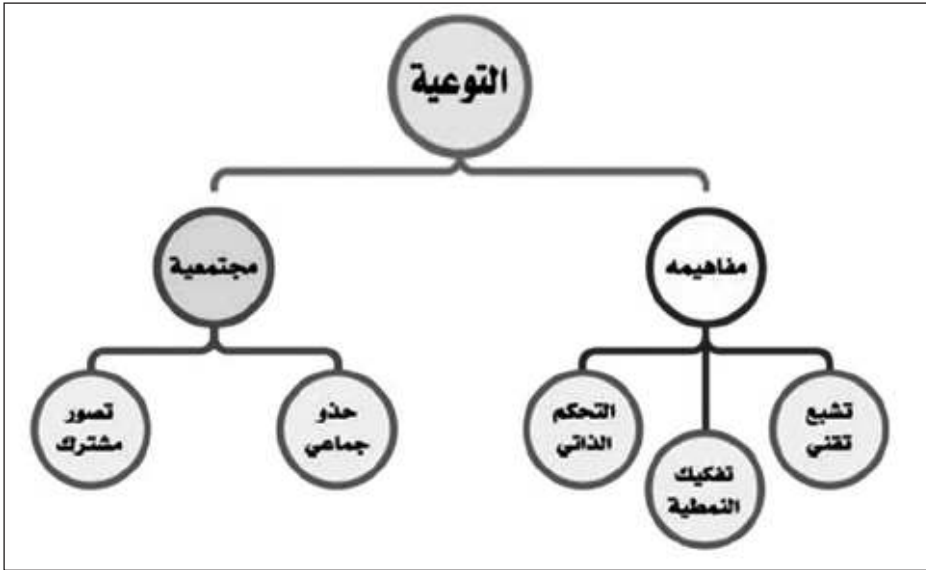 التوعية
مفاهيمه
مجتمعية
تشبع
تقني
تفكيك
النمطية
التحكم
الذاتي
حذو
جماعي
تصور
مشترك